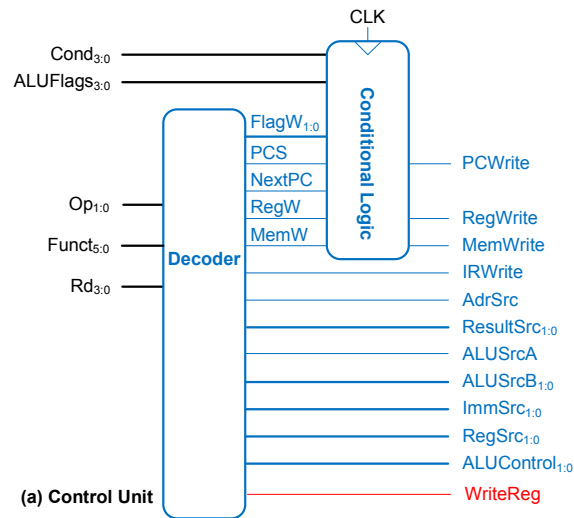 CLK
Cond3:0
ALUFlags3:0
FlagW1:0
PCS
PCWrite
NextPC
Op1:0
RegW
RegWrite
Funct5:0
MemW
MemWrite
Decoder
Conditional Logic
IRWrite
Rd3:0
AdrSrc
ResultSrc1:0
ALUSrcA
ALUSrcB1:0
ImmSrc1:0
RegSrc1:0
ALUControl1:0
(a) Control Unit
WriteReg